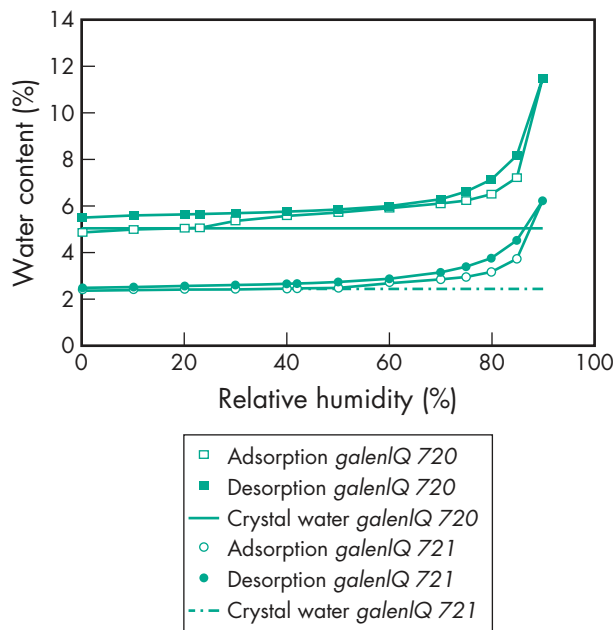 14
12
10
8
6
4
2
0
Water content (%)
0 20 40 60 80 100
Relative humidity (%)
Adsorption galenIQ 720
Desorption galenIQ 720
Crystal water galenIQ 720
Adsorption galenIQ 721
Desorption galenIQ 721
Crystal water galenIQ 721